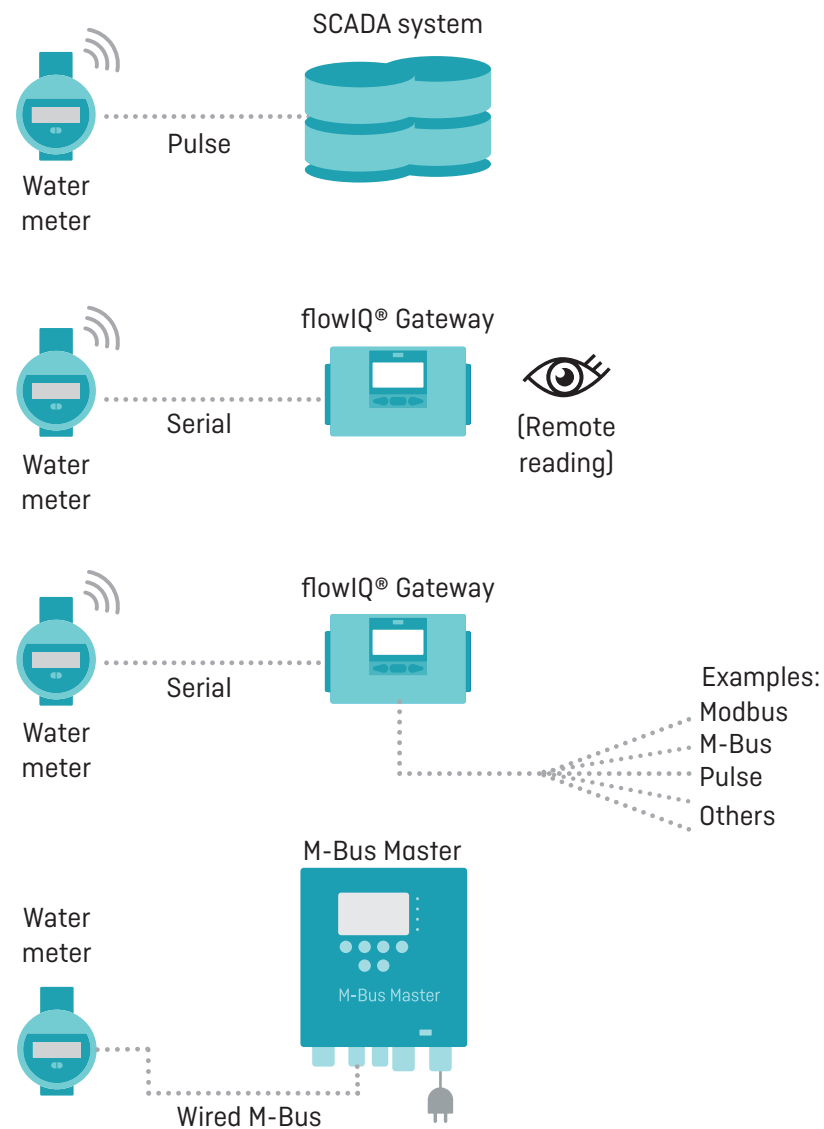 SCADA system
Pulse
Water
meter
flowIQ® Gateway
Serial
(Remote
reading)
Water
meter
flowIQ® Gateway
Serial
Water
meter
Examples:
Modbus
M-Bus
Pulse
Others
M-Bus Master
Water
meter
M-Bus Master
Wired M-Bus